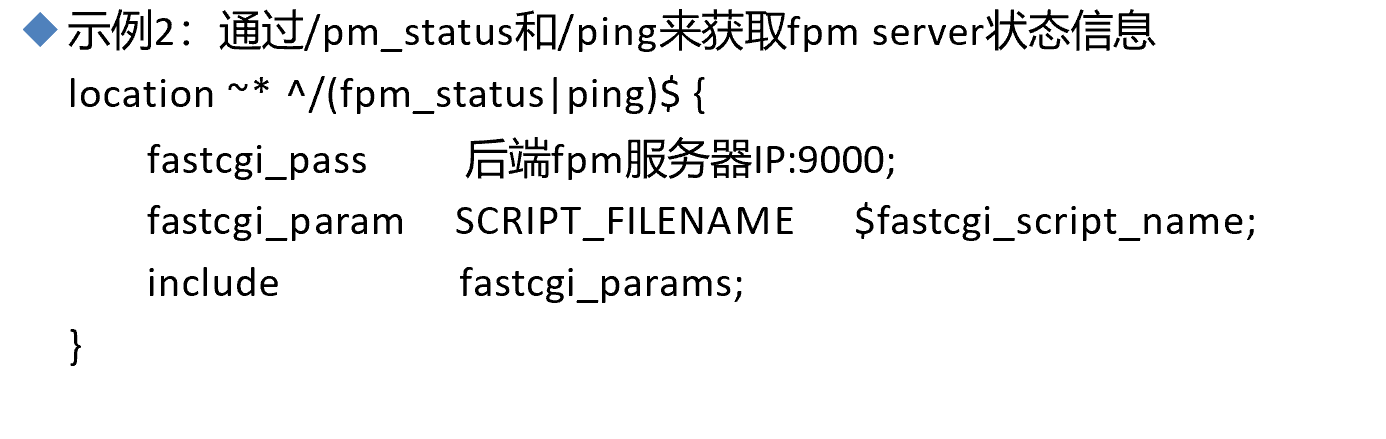 示例2：通过/pm_status和/ping来获取fpm server状态信息
location ~* ^/(fpm_status|ping)$ {
fastcgi_pass 后端fpm服务器IP:9000;
fastcgi_param SCRIPT_FILENAME $fastcgi_script_name;
include fastcgi_params;
}